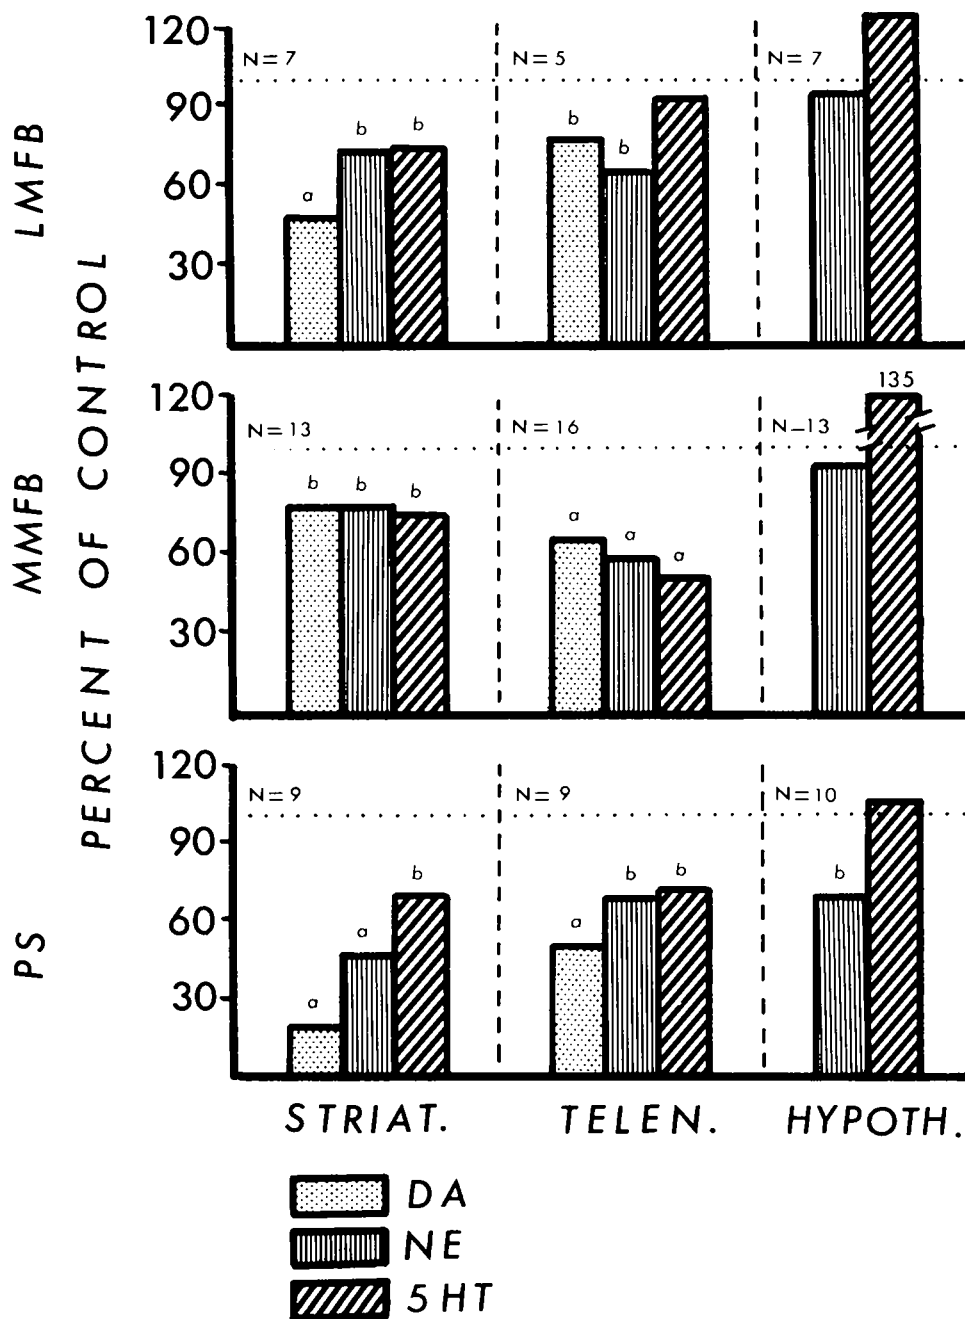 LMFB
MMFB
PS
PERCENT OF CONTROL
120
90
60
30
N=7
N=5
N=7
a
b
b
b
b
120
90
60
30
N=13
N=16
N–13
135
b
b
b
a
a
a
120
90
60
30
N=9
N=9
N=10
a
a
b
a
b
b
b
STRIAT.
TELEN.
HYPOTH.
DA
NE
5HT